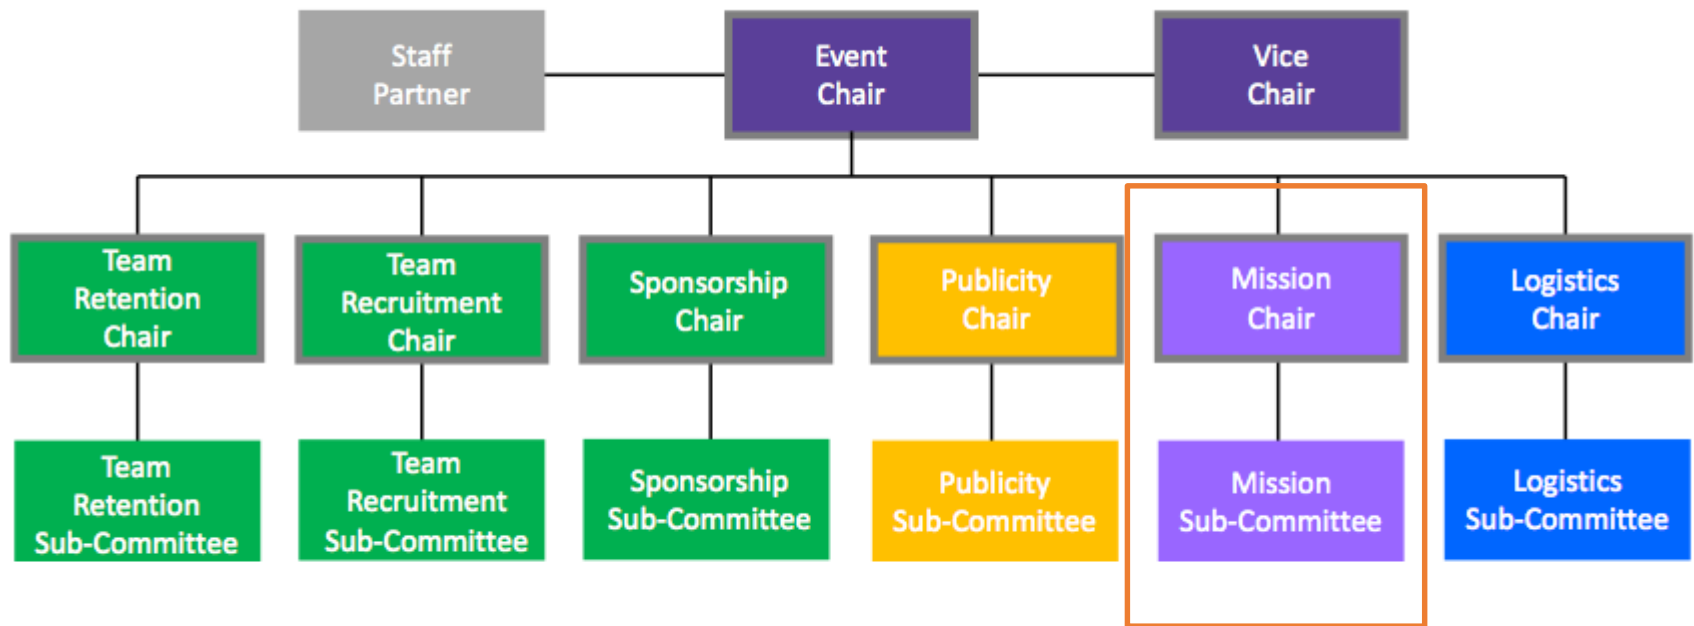 Staff
Partner
Event
Chair
Vice
Chair
Team
Retention
Chair
Team
Recruitment
Chair
Sponsorship
Chair
Publicity
Chair
Mission
Chair
Logistics
Chair
Team
Retention
Sub-Committee
Team
Recruitment
Sub-Committee
Sponsorship
Sub-Committee
Publicity
Sub-Committee
Mission
Sub-Committee
Logistics
Sub-Committee